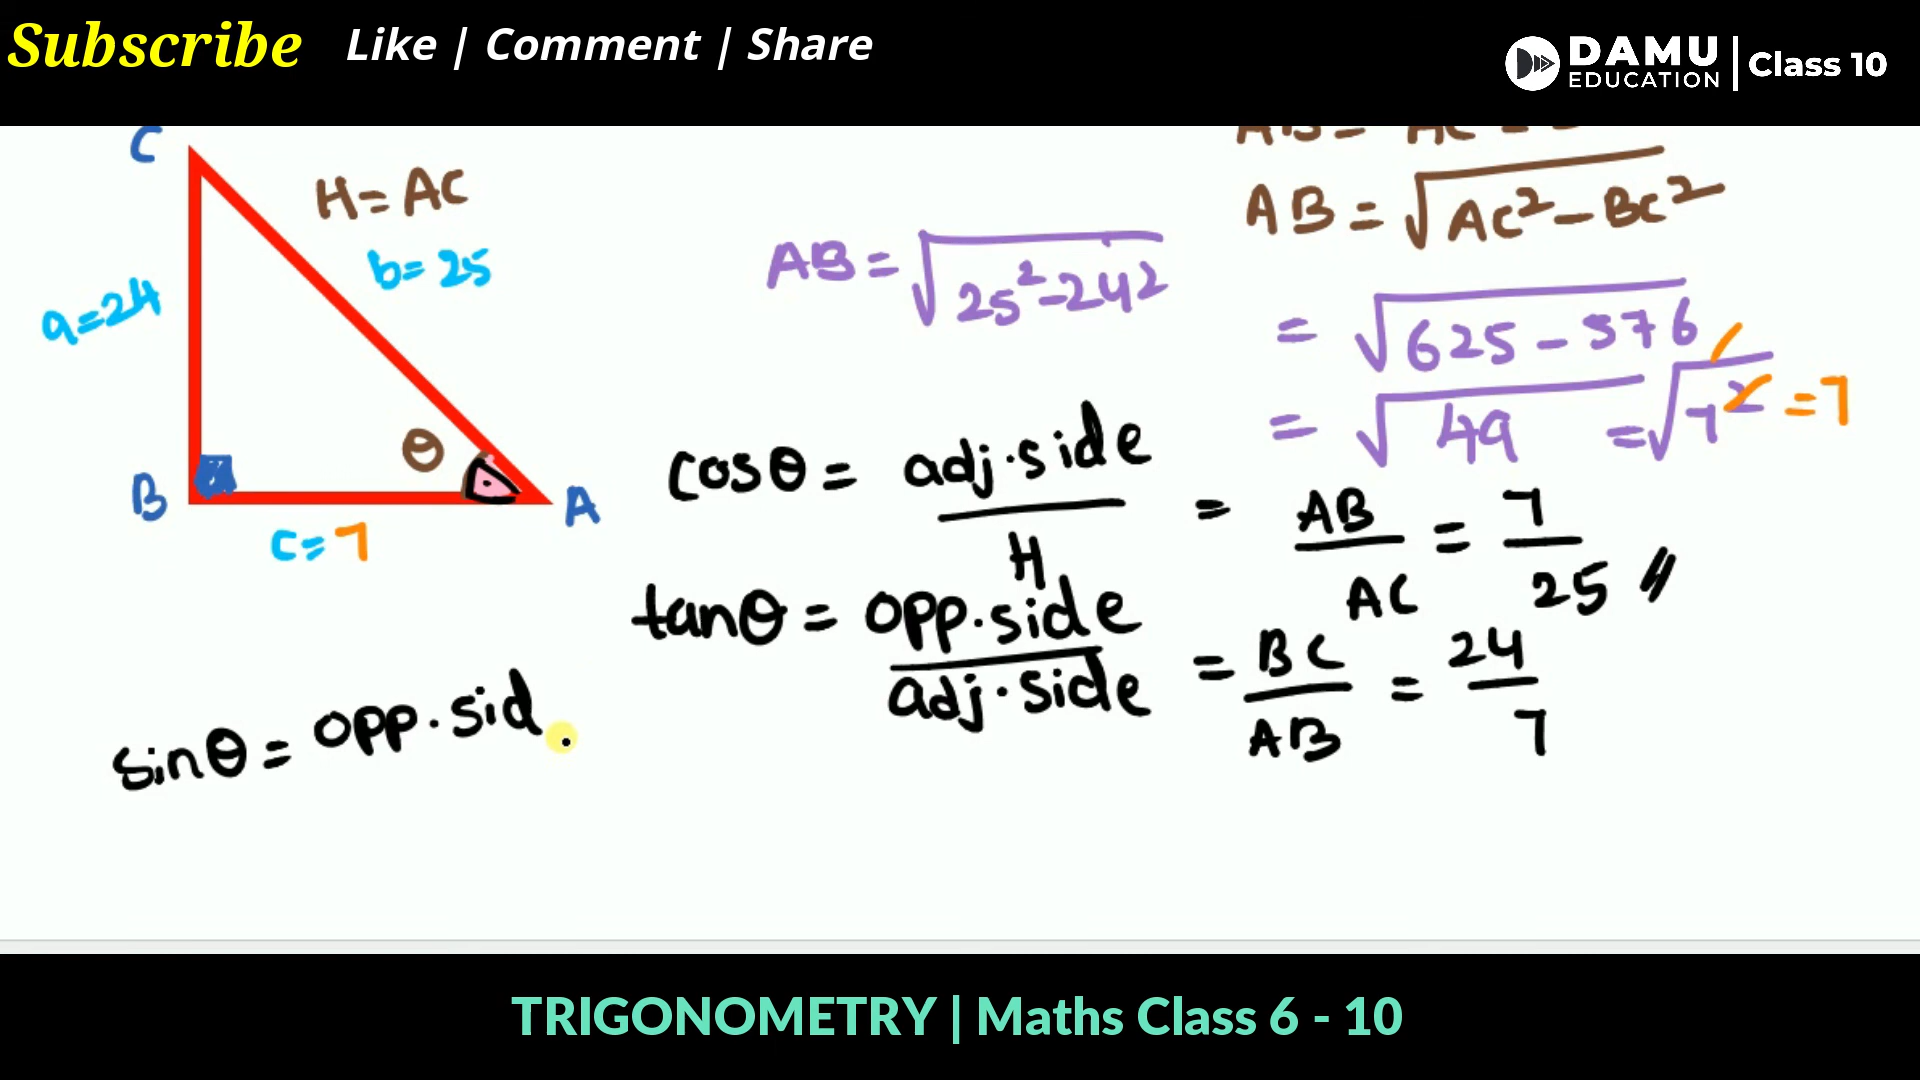 Subscribe Like | Comment | Share
DAMU EDUCATION | Class 10
C
H = AC
b = 25
a = 24
B
θ
A
c = 7
AB = √AC² - BC²
AB = √25² - 24²
= √625 - 576
= √49 = √7² = 7
cosθ = adj.side / H = AB / AC = 7 / 25 //
tanθ = opp.side / adj.side = BC / AB = 24 / 7
sinθ = opp.sid
TRIGONOMETRY | Maths Class 6 - 10